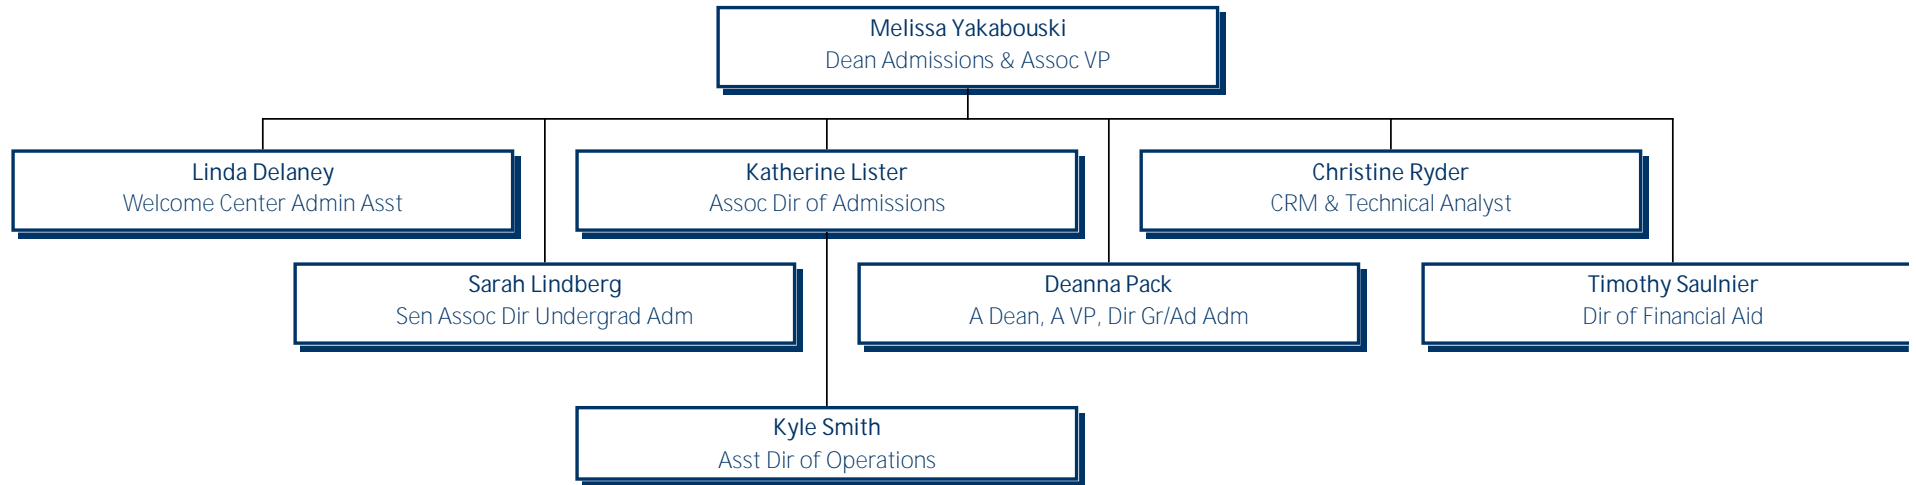 Melissa Yakabouski
Dean Admissions & Assoc VP
Linda Delaney
Welcome Center Admin Asst
Katherine Lister
Assoc Dir of Admissions
Christine Ryder
CRM & Technical Analyst
Sarah Lindberg
Sen Assoc Dir Undergrad Adm
Deanna Pack
A Dean, A VP, Dir Gr/Ad Adm
Timothy Saulnier
Dir of Financial Aid
Kyle Smith
Asst Dir of Operations